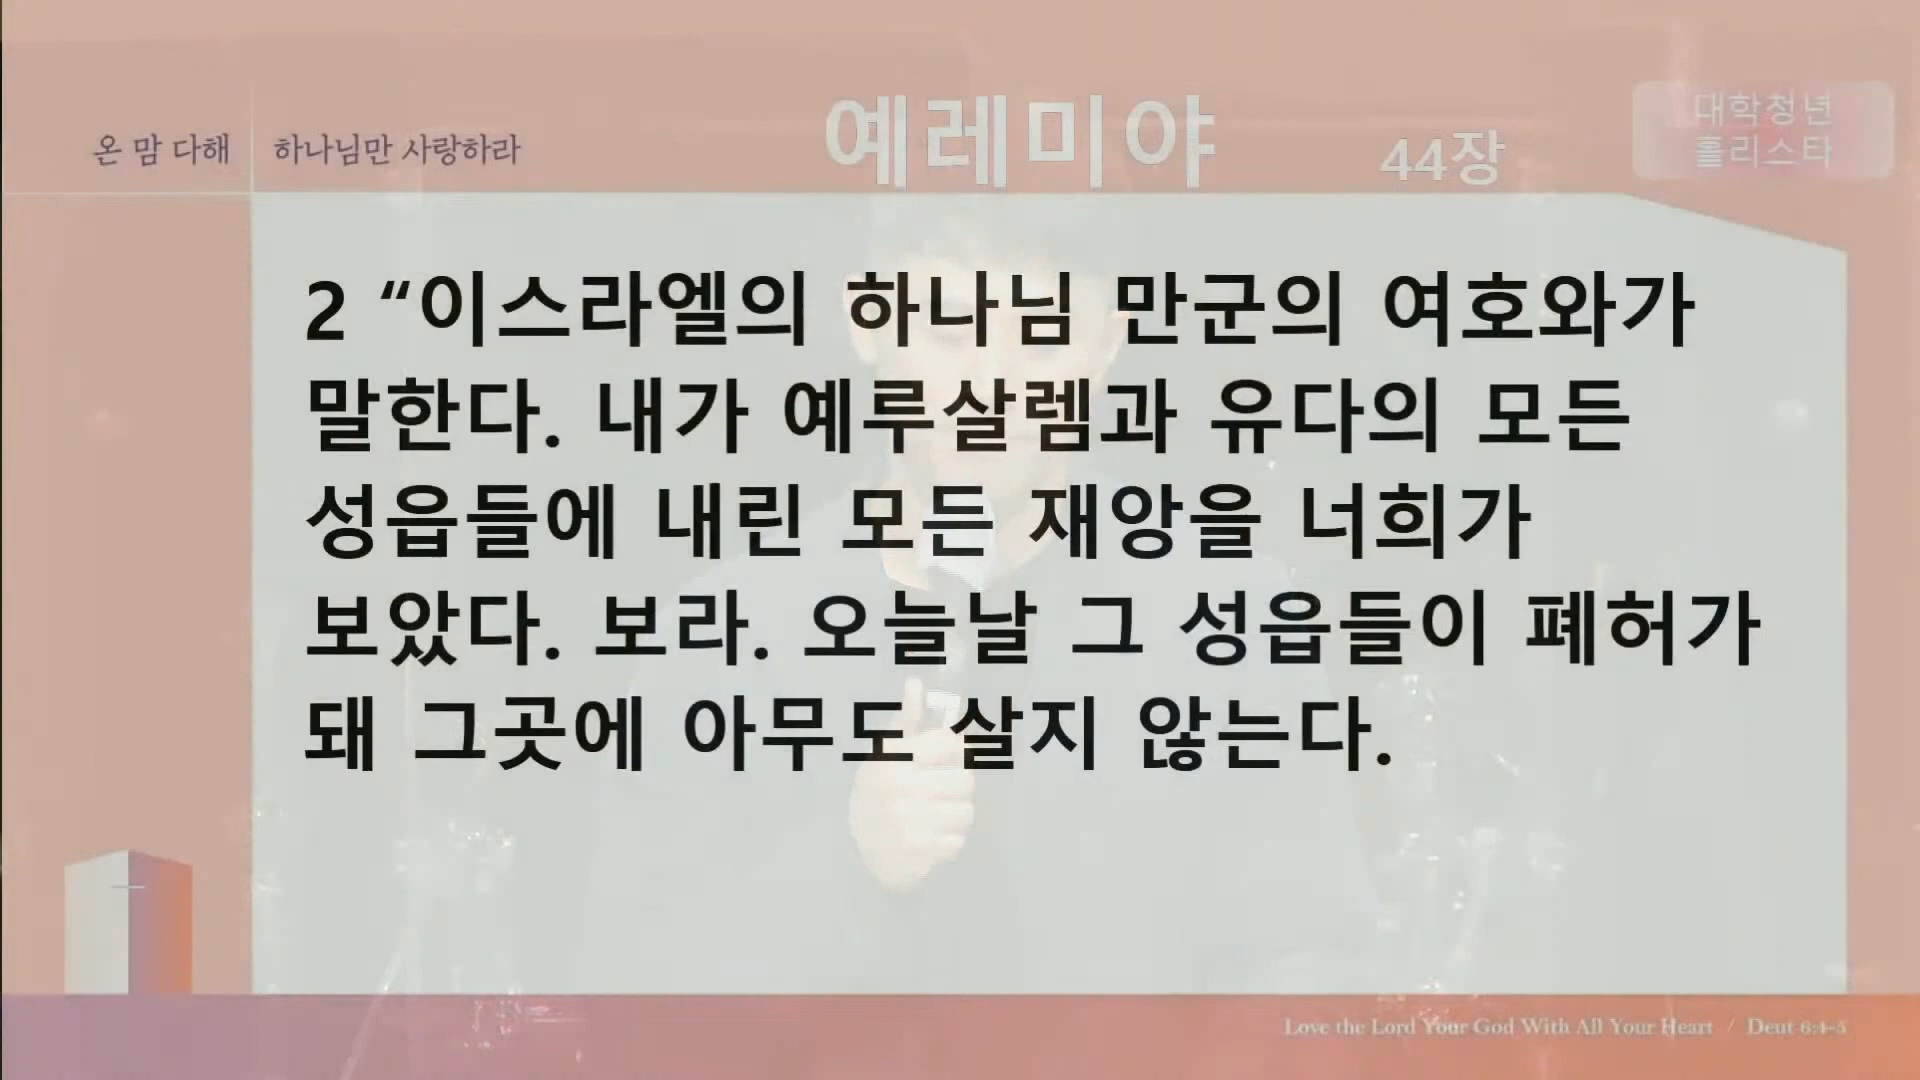 온 맘 다해 하나님만 사랑하라
예레미야 44장
대학청년
홀리스타
2 “이스라엘의 하나님 만군의 여호와가
말한다. 내가 예루살렘과 유다의 모든
성읍들에 내린 모든 재앙을 너희가
보았다. 보라. 오늘날 그 성읍들이 폐허가
돼 그곳에 아무도 살지 않는다.
Love the Lord Your God With All Your Heart / Deut 6:4-5